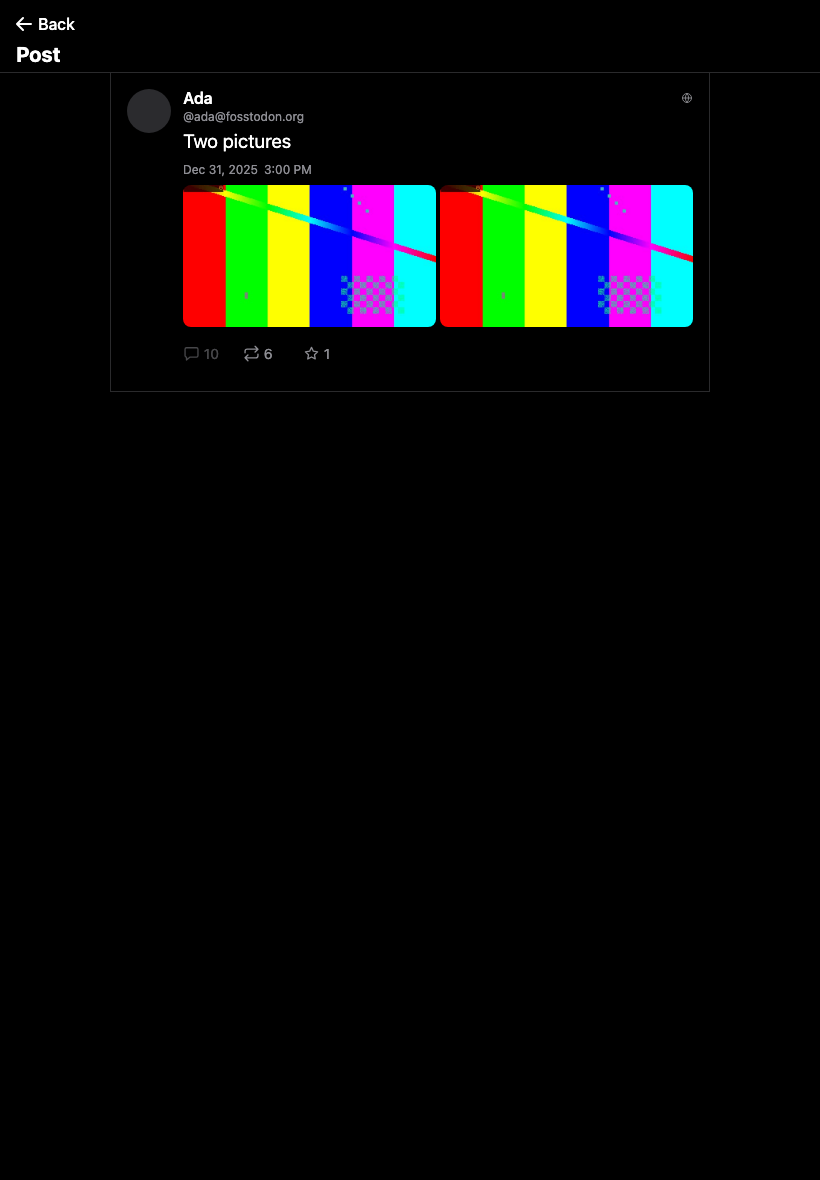 Back
Post
Ada
@ada@fosstodon.org
Two pictures
Dec 31, 2025 3:00 PM
10 6 1